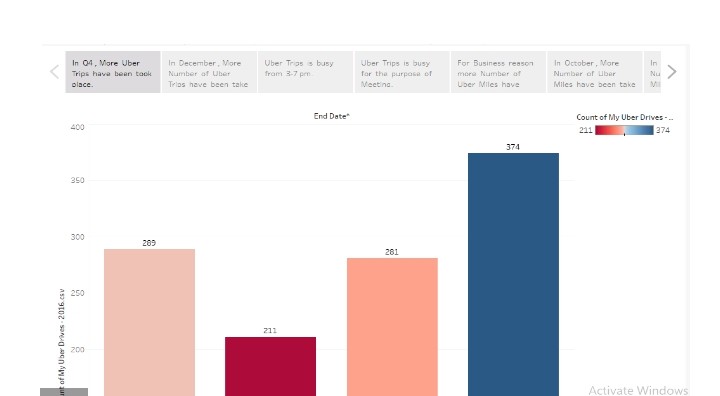 In Q4 , More Uber
Trips have been took
place.
In December , More
Number of Uber
Trips have been take
Uber Trips is busy
from 3-7 pm
Uber Trips is busy
for the purpose of
Meeting.
For Business reason
more Number of
Uber Miles have
In October , More
Number of Uber
Miles have been take
In
End Date*
Count of My Uber Drives - ..
211
374
400
350
300
250
200
289
211
281
374
of My Uber Drives - 2016.csv
Activate Windows